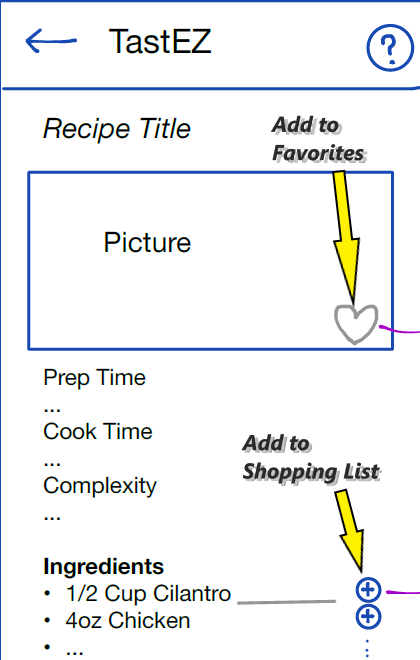 TastEZ
?
Recipe Title
Add to
Favorites
Picture
Prep Time
...
Cook Time
...
Complexity
...
Add to
Shopping List
Ingredients
• 1/2 Cup Cilantro
• 4oz Chicken
• ...